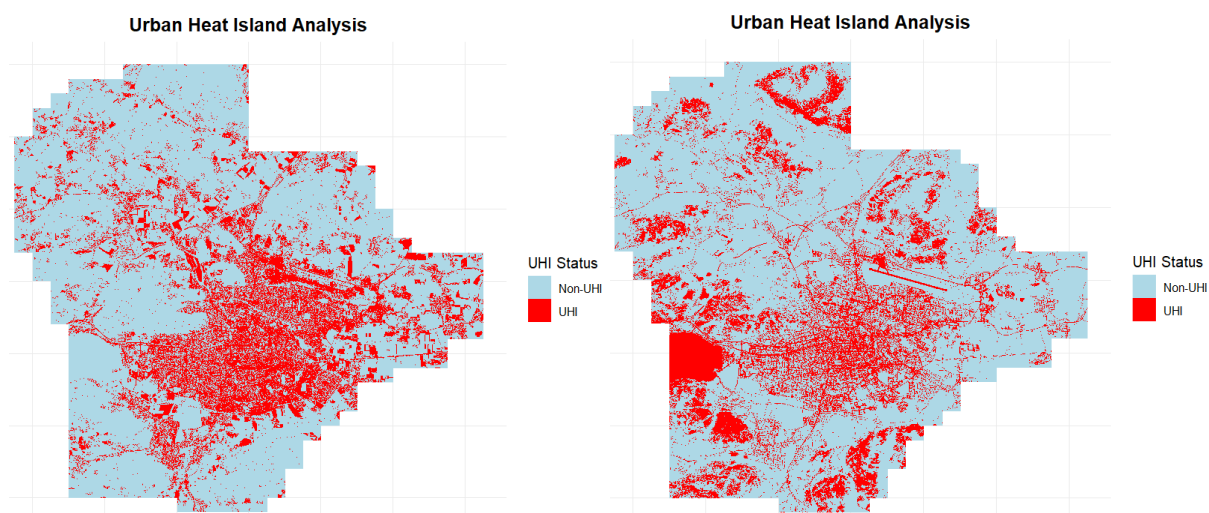 Urban Heat Island Analysis
UHI Status
Non-UHI
UHI
Urban Heat Island Analysis
UHI Status
Non-UHI
UHI